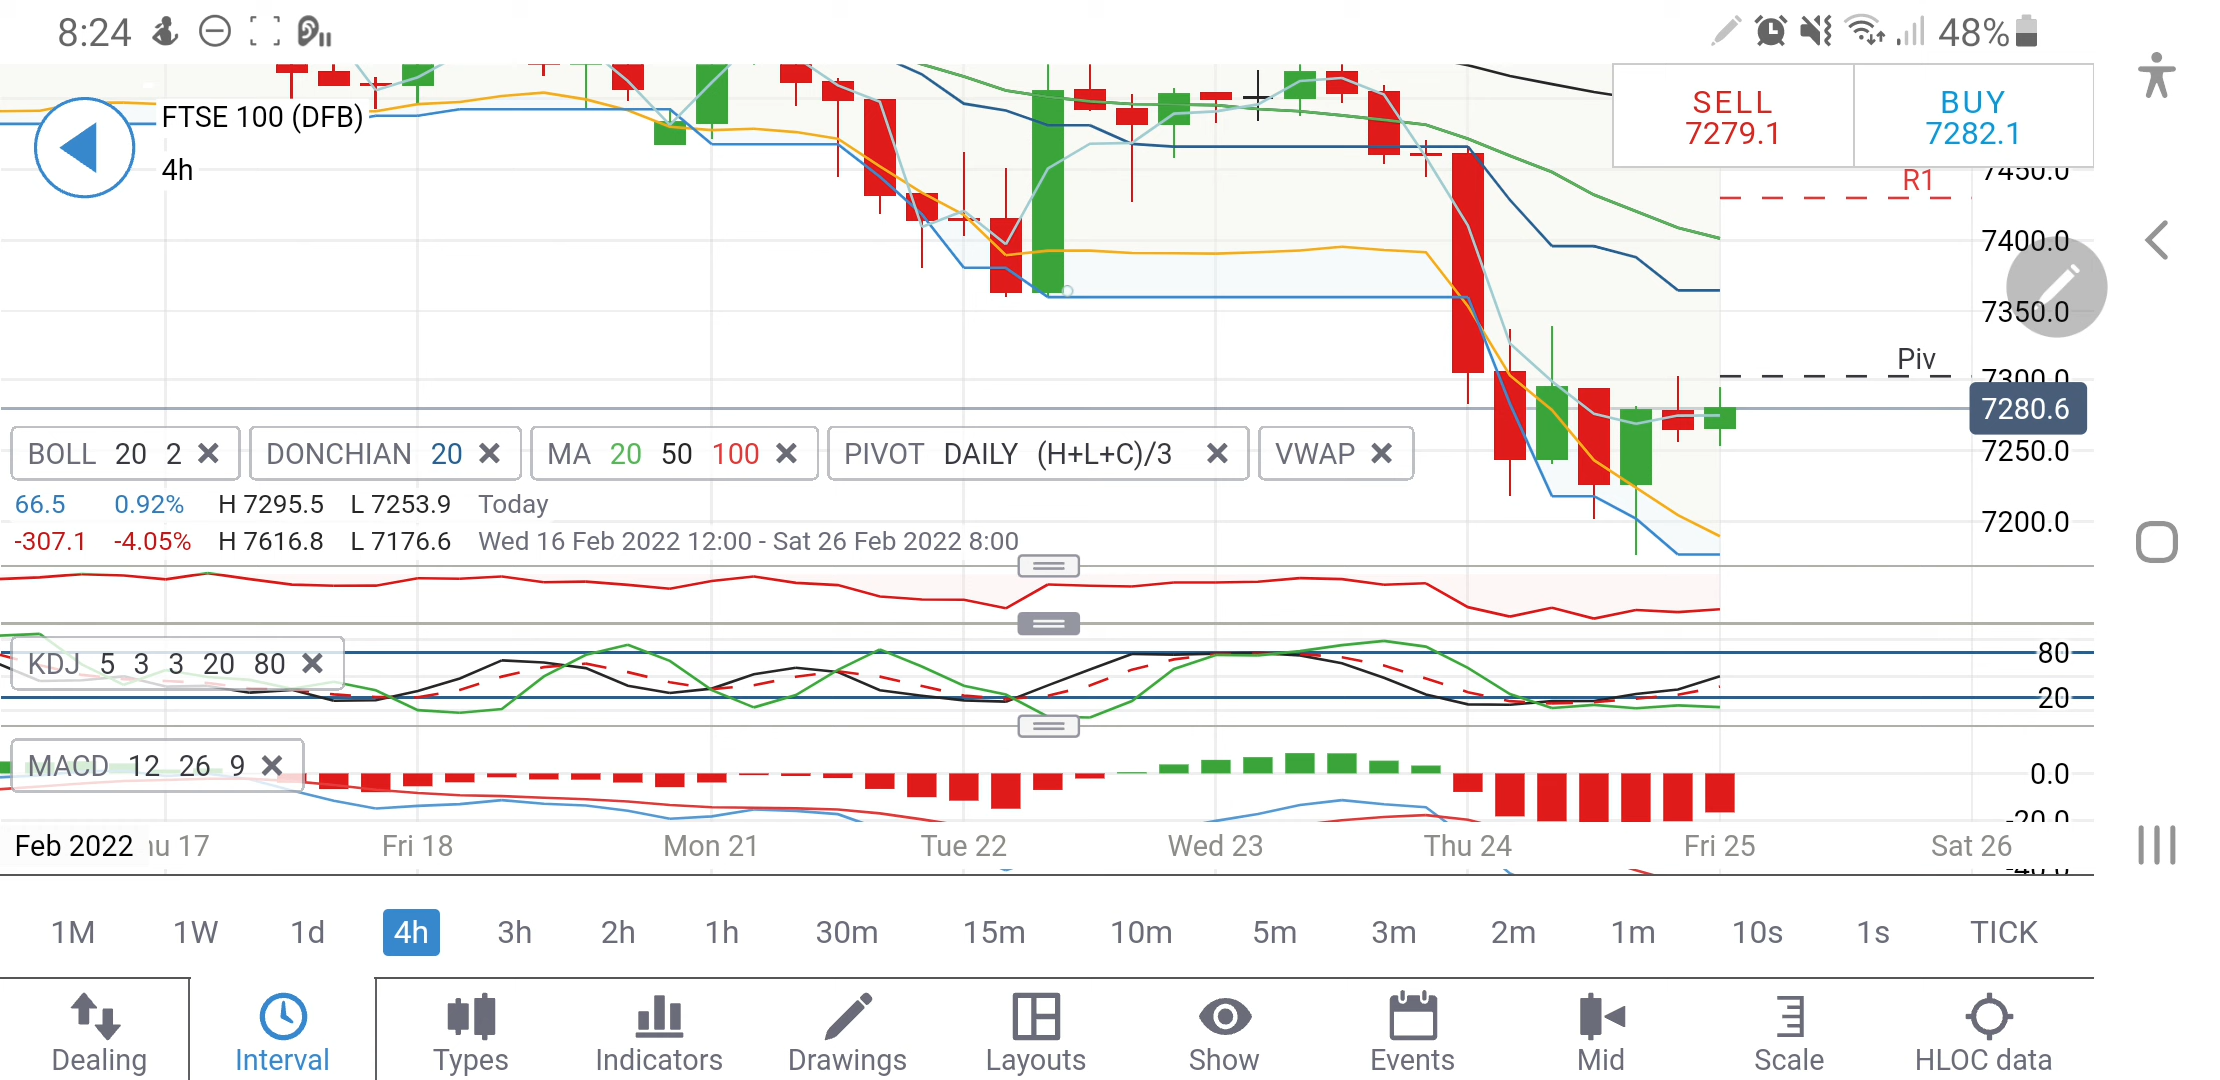 8:24
48%
FTSE 100 (DFB)
4h
SELL
7279.1
BUY
7282.1
7450.0
R1
7400.0
7350.0
Piv
7300.0
7280.6
7250.0
7200.0
BOLL 20 2
DONCHIAN 20
MA 20 50 100
PIVOT DAILY (H+L+C)/3
VWAP
66.5 0.92% H 7295.5 L 7253.9 Today
-307.1 -4.05% H 7616.8 L 7176.6 Wed 16 Feb 2022 12:00 - Sat 26 Feb 2022 8:00
KDJ 5 3 3 20 80
80
20
MACD 12 26 9
0.0
-20.0
Feb 2022 hu 17 Fri 18 Mon 21 Tue 22 Wed 23 Thu 24 Fri 25 Sat 26
-40.0
1M 1W 1d 4h 3h 2h 1h 30m 15m 10m 5m 3m 2m 1m 10s 1s TICK
Dealing Interval Types Indicators Drawings Layouts Show Events Mid Scale HLOC data